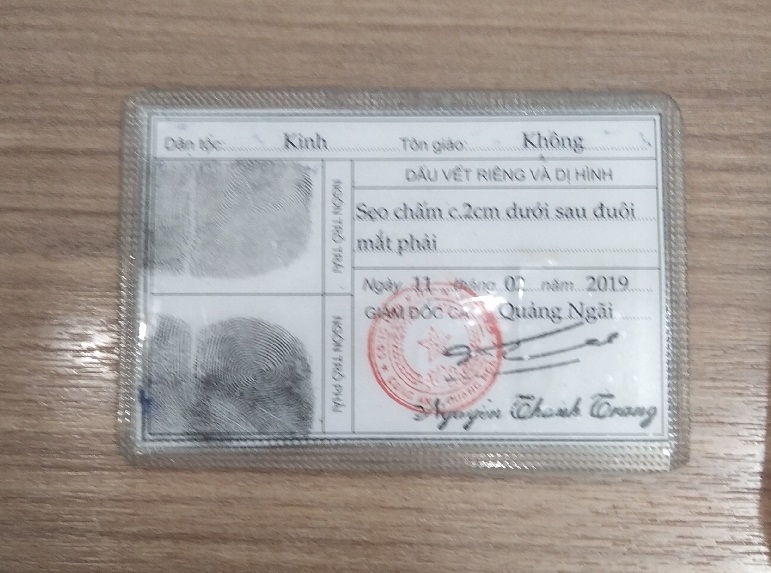 Dân tộc: Kinh Tôn giáo: Không
NGÓN TRỎ TRÁI
DẤU VẾT RIÊNG VÀ DỊ HÌNH
Sẹo chấm c.2cm dưới sau đuôi
mắt phải
Ngày 11 tháng 02 năm 2019
GIÁM ĐỐC CA Quảng Ngãi
NGÓN TRỎ PHẢI
Nguyễn Thanh Trang